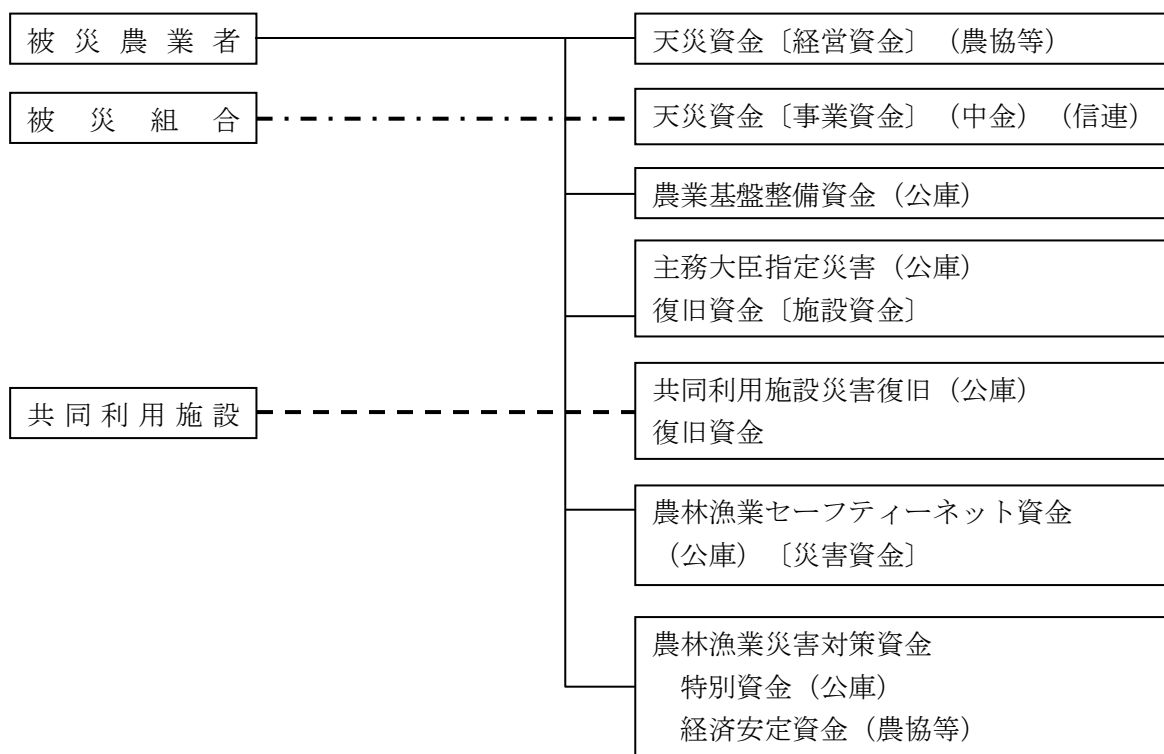 被災農業者
天災資金〔経営資金〕（農協等）
被災組合
天災資金〔事業資金〕（中金）（信連）
農業基盤整備資金（公庫）
主務大臣指定災害（公庫）
復旧資金〔施設資金〕
共同利用施設
共同利用施設災害復旧（公庫）
復旧資金
農林漁業セーフティーネット資金
（公庫）〔災害資金〕
農林漁業災害対策資金
特別資金（公庫）
経済安定資金（農協等）